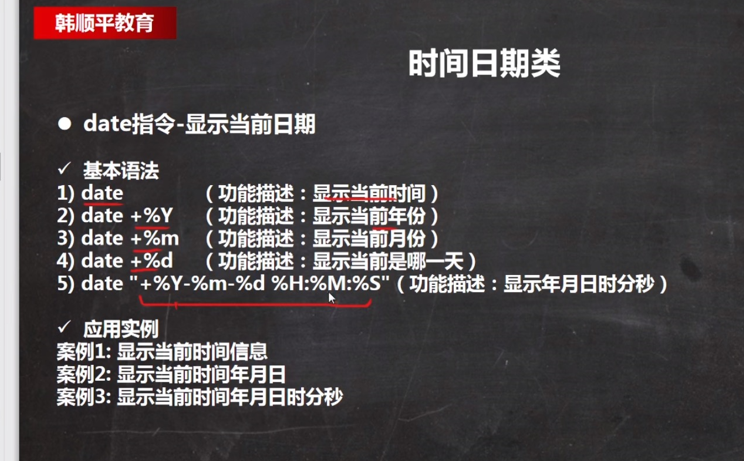 韩顺平教育
时间日期类
● date指令-显示当前日期
✓ 基本语法
1) date （功能描述：显示当前时间）
2) date +%Y （功能描述：显示当前年份）
3) date +%m （功能描述：显示当前月份）
4) date +%d （功能描述：显示当前是哪一天）
5) date "+%Y-%m-%d %H:%M:%S"（功能描述：显示年月日时分秒）
✓ 应用实例
案例1: 显示当前时间信息
案例2: 显示当前时间年月日
案例3: 显示当前时间年月日时分秒